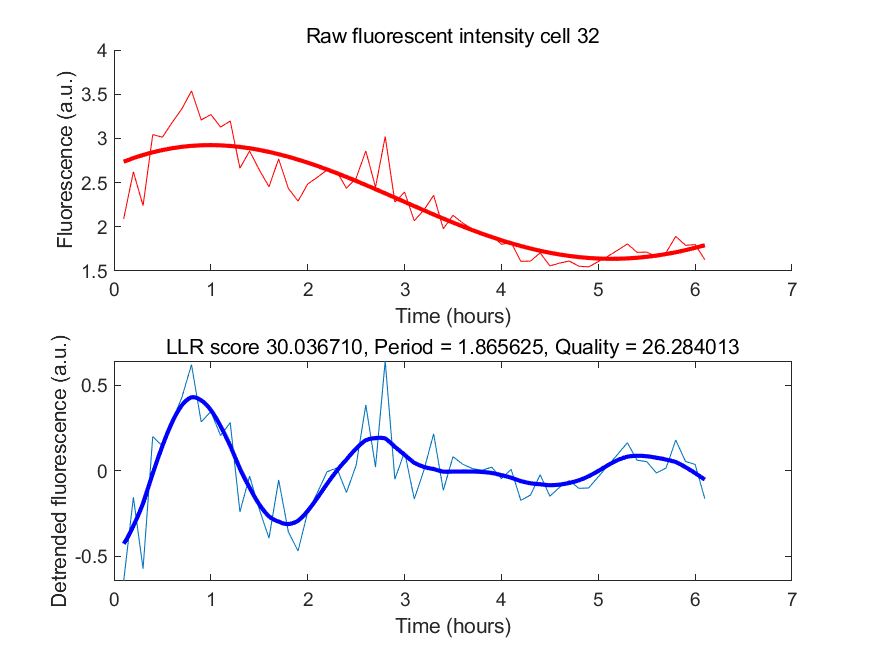 Raw fluorescent intensity cell 32
Fluorescence (a.u.)
4
3.5
3
2.5
2
1.5
0 1 2 3 4 5 6 7
Time (hours)
LLR score 30.036710, Period = 1.865625, Quality = 26.284013
Detrended fluorescence (a.u.)
0.5
0
-0.5
0 1 2 3 4 5 6 7
Time (hours)